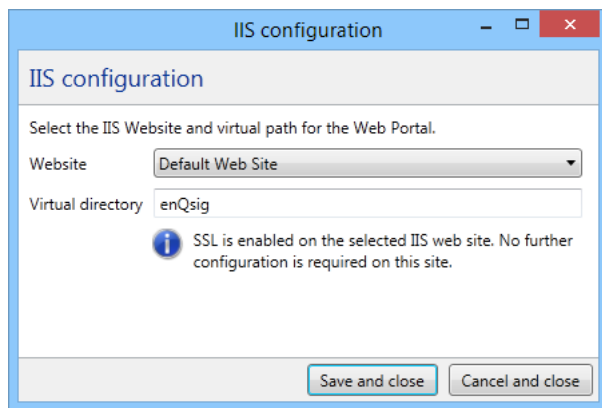 IIS configuration
IIS configuration
Select the IIS Website and virtual path for the Web Portal.
Website Default Web Site
Virtual directory enQsig
SSL is enabled on the selected IIS web site. No further
configuration is required on this site.
Save and close Cancel and close